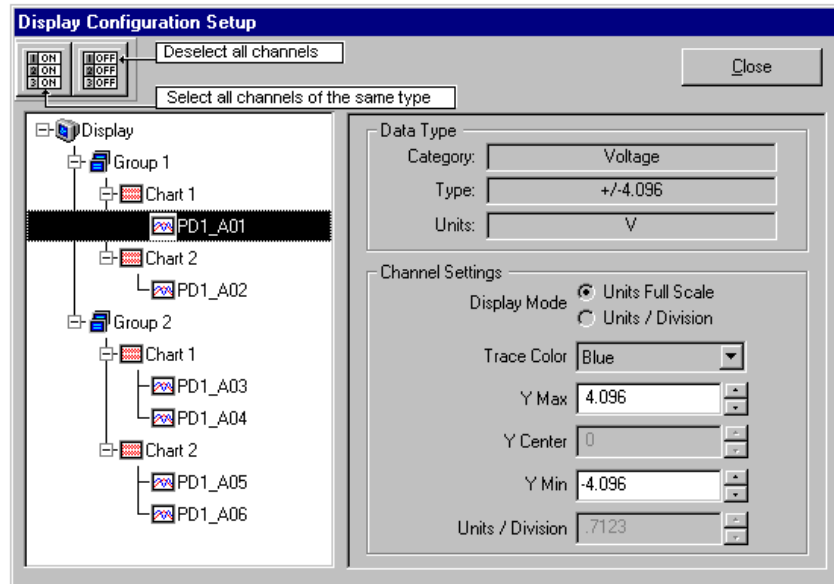 Display Configuration Setup
1 ON
2 ON
3 ON
1 OFF
2 OFF
3 OFF
Deselect all channels
Select all channels of the same type
Close
Display
Group 1
Chart 1
PD1_A01
Chart 2
PD1_A02
Group 2
Chart 1
PD1_A03
PD1_A04
Chart 2
PD1_A05
PD1_A06
Data Type
Category: Voltage
Type: +/-4.096
Units: V
Channel Settings
Display Mode Units Full Scale
Units / Division
Trace Color Blue
Y Max 4.096
Y Center 0
Y Min -4.096
Units / Division .7123